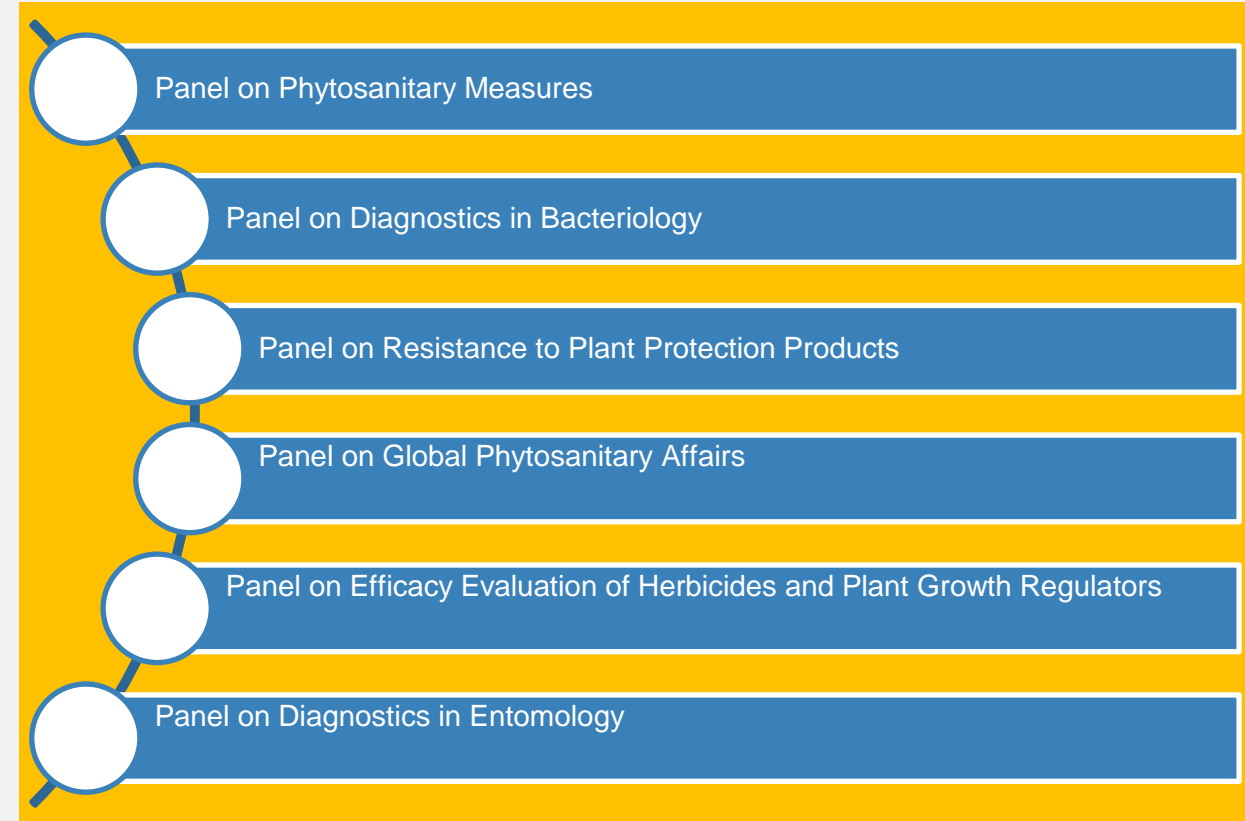 Panel on Phytosanitary Measures
Panel on Diagnostics in Bacteriology
Panel on Resistance to Plant Protection Products
Panel on Global Phytosanitary Affairs
Panel on Efficacy Evaluation of Herbicides and Plant Growth Regulators
Panel on Diagnostics in Entomology